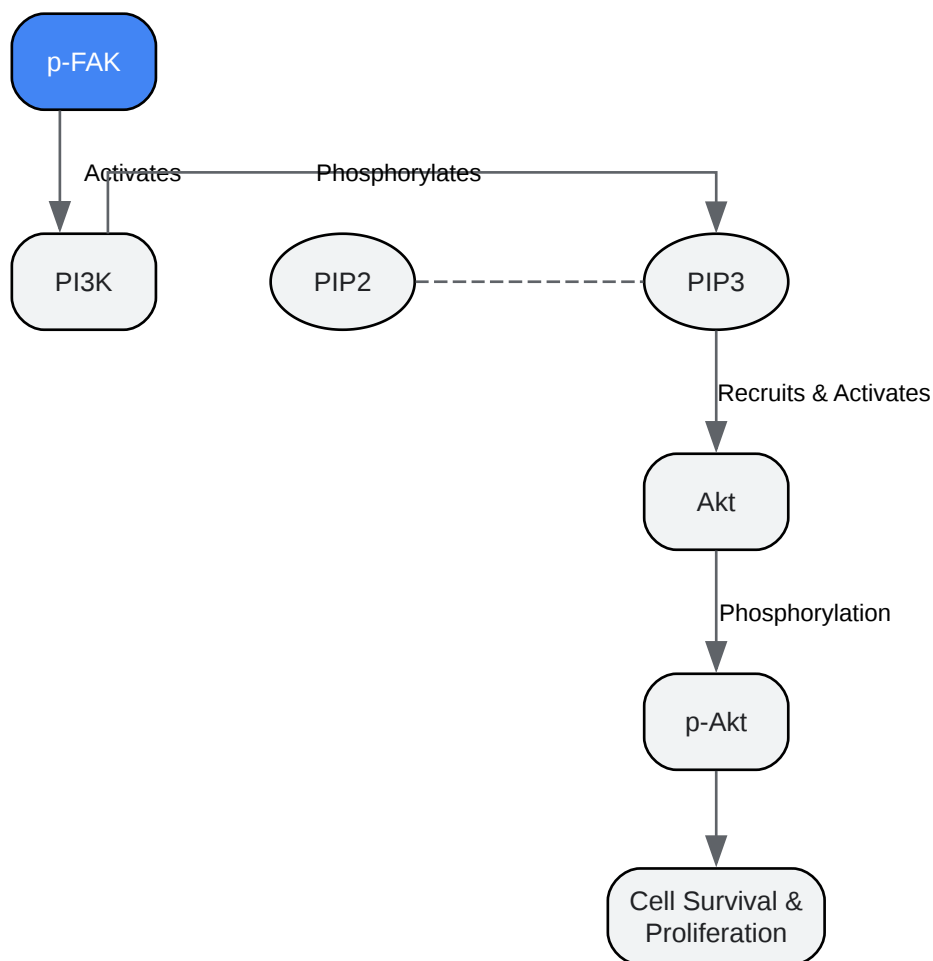 p-FAK
Activates
Phosphorylates
PI3K
PIP2
PIP3
Recruits & Activates
Akt
Phosphorylation
p-Akt
Cell Survival &
Proliferation